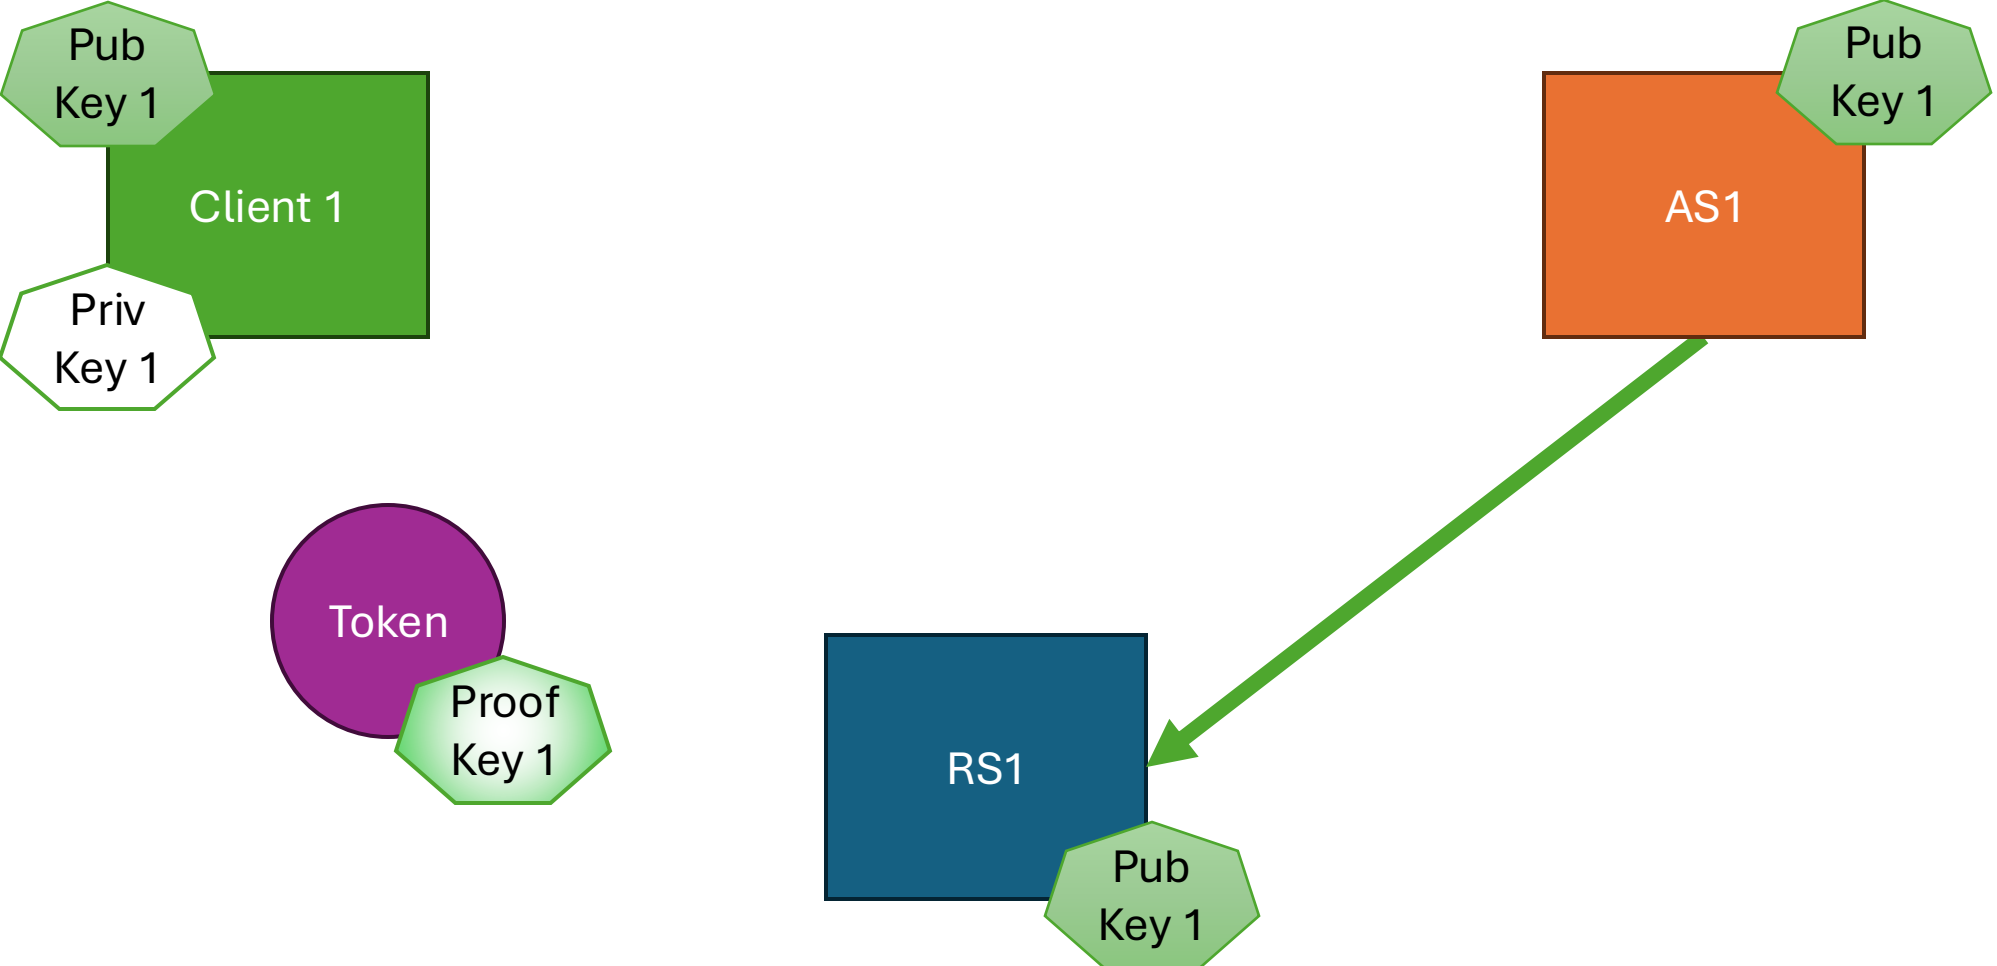 Pub
Key 1
Client 1
Priv
Key 1
Pub
Key 1
AS1
Token
Proof
Key 1
RS1
Pub
Key 1